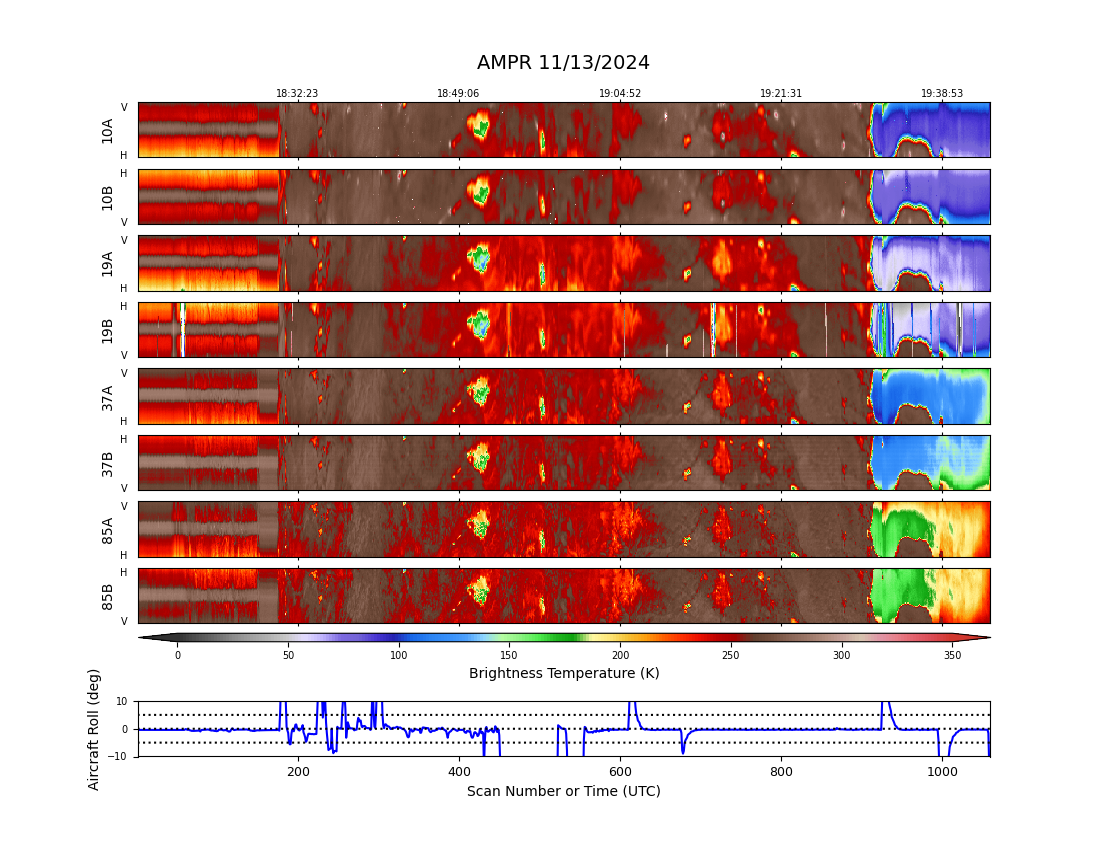 AMPR 11/13/2024
18:32:23 18:49:06 19:04:52 19:21:31 19:38:53
V
10A
H
H
10B
V
V
19A
H
H
19B
V
V
37A
H
H
37B
V
V
85A
H
H
85B
V
0 50 100 150 200 250 300 350
Brightness Temperature (K)
Aircraft Roll (deg)
10
0
−10
200 400 600 800 1000
Scan Number or Time (UTC)